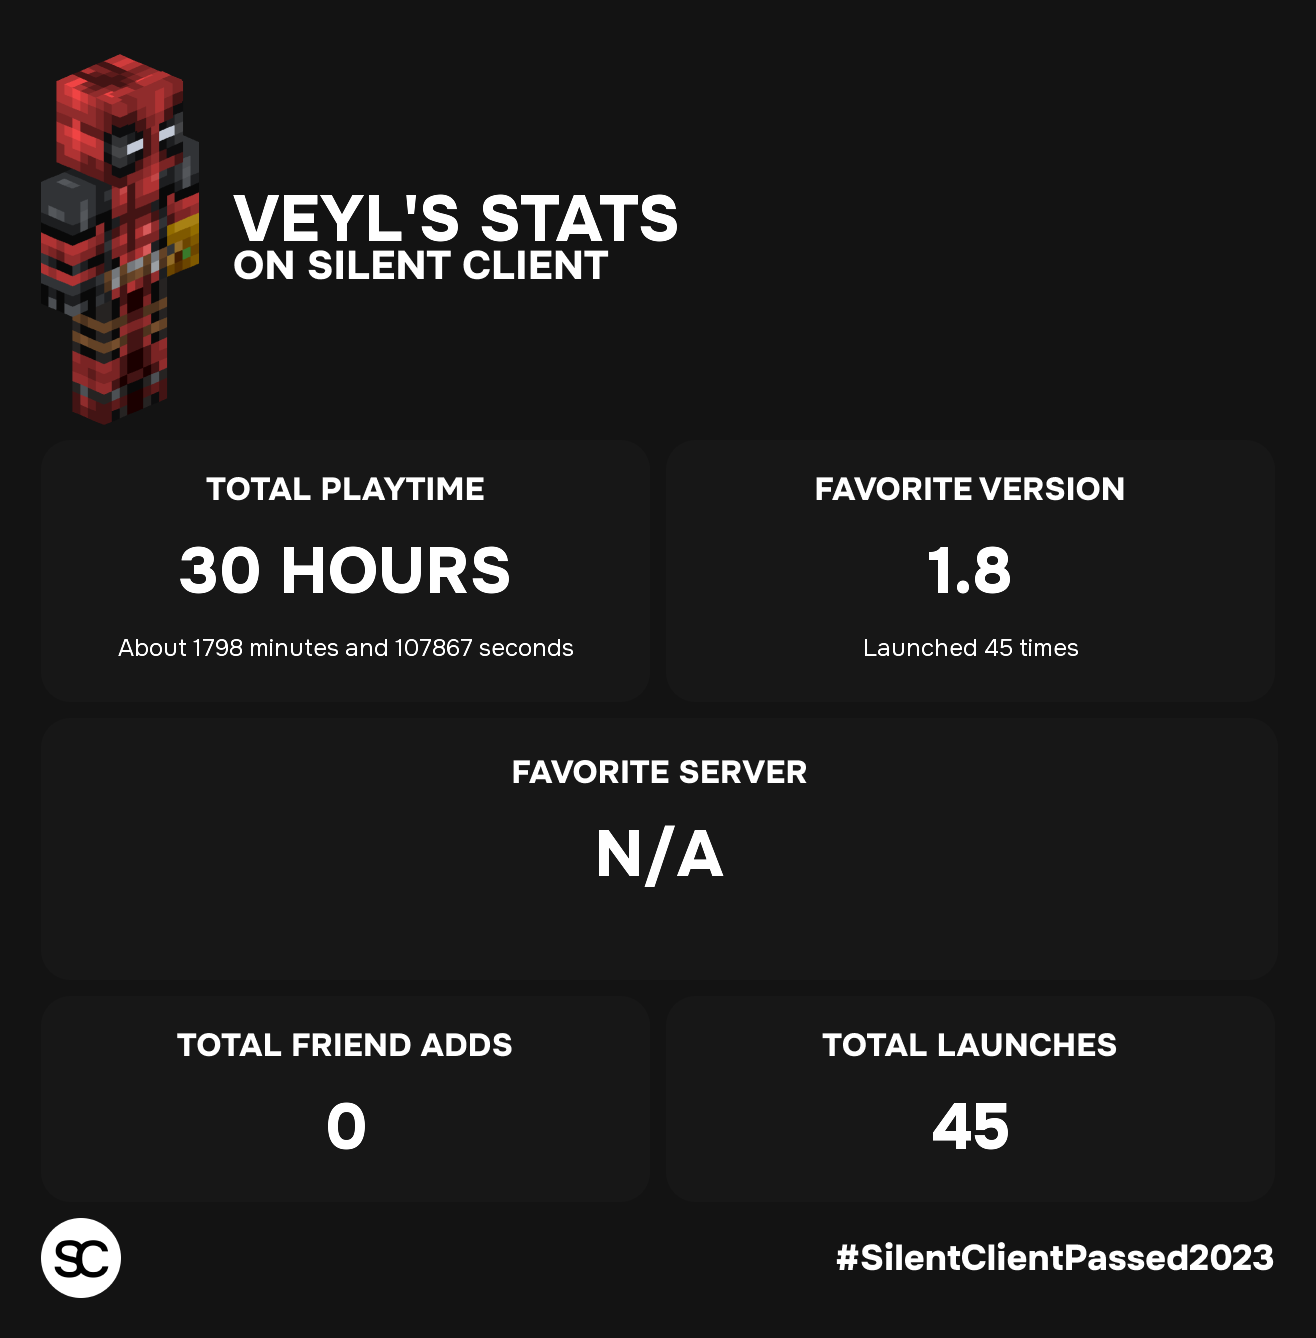 VEYL'S STATS
ON SILENT CLIENT
TOTAL PLAYTIME
30 HOURS
About 1798 minutes and 107867 seconds
FAVORITE VERSION
1.8
Launched 45 times
FAVORITE SERVER
N/A
TOTAL FRIEND ADDS
0
TOTAL LAUNCHES
45
SC
#SilentClientPassed2023